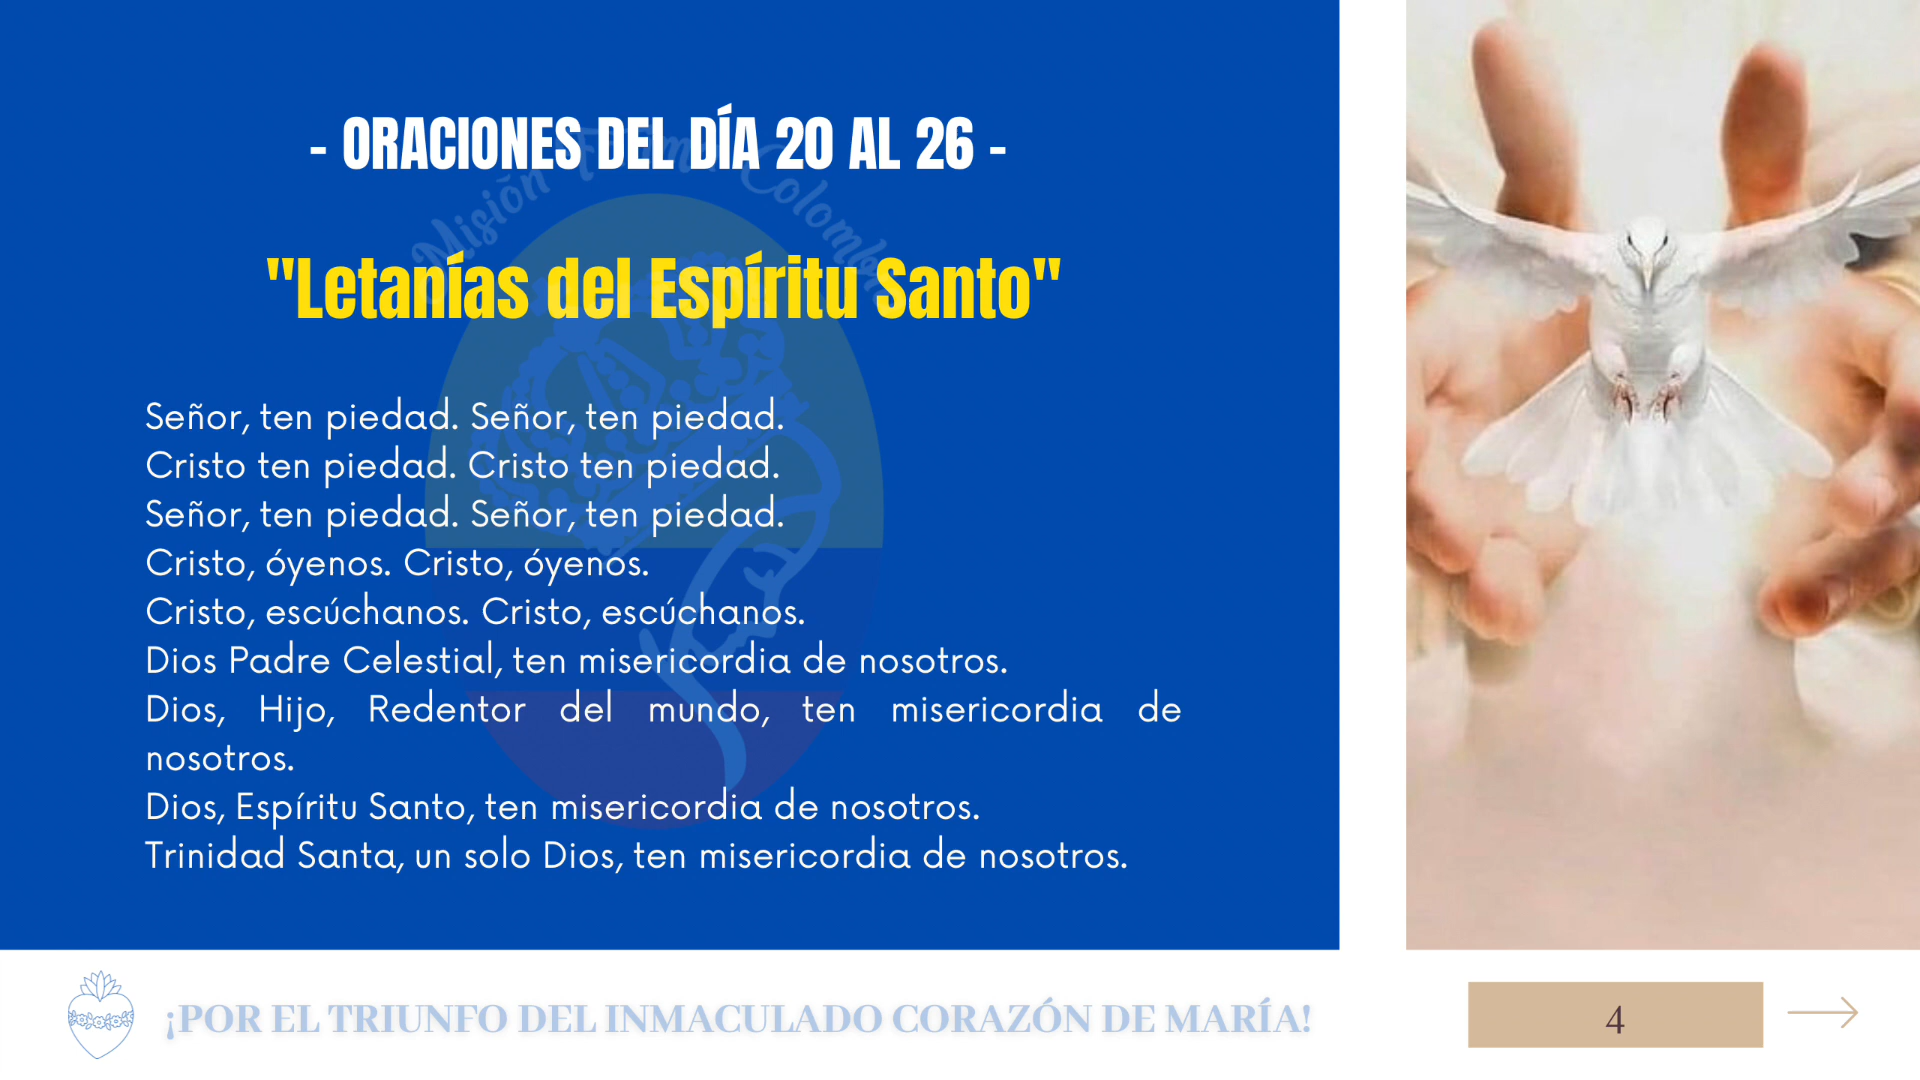 - ORACIONES DEL DÍA 20 AL 26 -
Misión Fátima Colombia
"Letanías del Espíritu Santo"
Señor, ten piedad. Señor, ten piedad.
Cristo ten piedad. Cristo ten piedad.
Señor, ten piedad. Señor, ten piedad.
Cristo, óyenos. Cristo, óyenos.
Cristo, escúchanos. Cristo, escúchanos.
Dios Padre Celestial, ten misericordia de nosotros.
Dios, Hijo, Redentor del mundo, ten misericordia de
nosotros.
Dios, Espíritu Santo, ten misericordia de nosotros.
Trinidad Santa, un solo Dios, ten misericordia de nosotros.
¡POR EL TRIUNFO DEL INMACULADO CORAZÓN DE MARÍA!
4